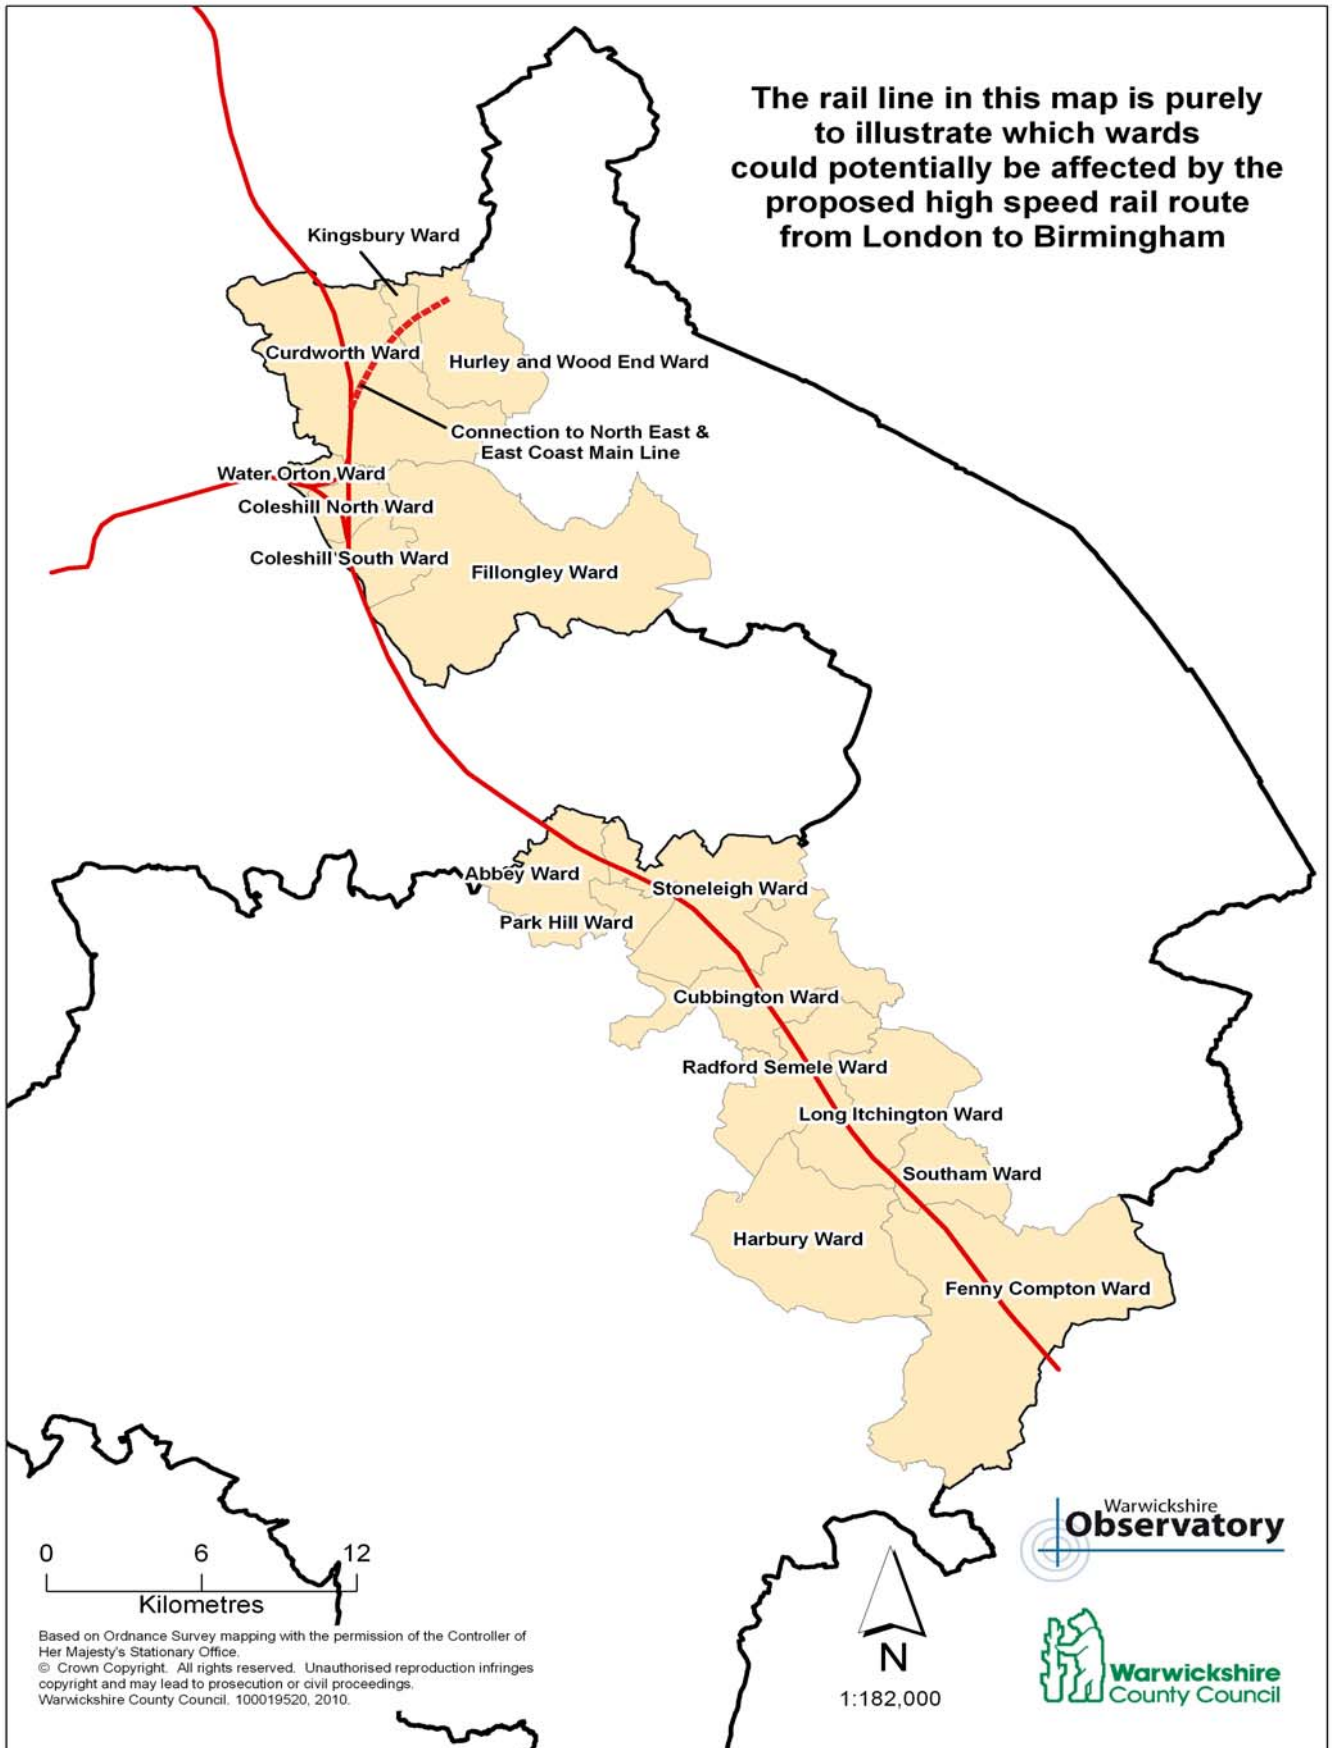 The rail line in this map is purely
to illustrate which wards
could potentially be affected by the
proposed high speed rail route
from London to Birmingham
Kingsbury Ward
Curdworth Ward
Hurley and Wood End Ward
Connection to North East &
East Coast Main Line
Water Orton Ward
Coleshill North Ward
Coleshill South Ward
Fillongley Ward
Abbey Ward
Stoneleigh Ward
Park Hill Ward
Cubbington Ward
Radford Semele Ward
Long Itchington Ward
Southam Ward
Harbury Ward
Fenny Compton Ward
Warwickshire
Observatory
0 6 12
Kilometres
Based on Ordnance Survey mapping with the permission of the Controller of
Her Majesty's Stationary Office.
© Crown Copyright. All rights reserved. Unauthorised reproduction infringes
copyright and may lead to prosecution or civil proceedings.
Warwickshire County Council. 100019520, 2010.
N
1:182,000
Warwickshire
County Council